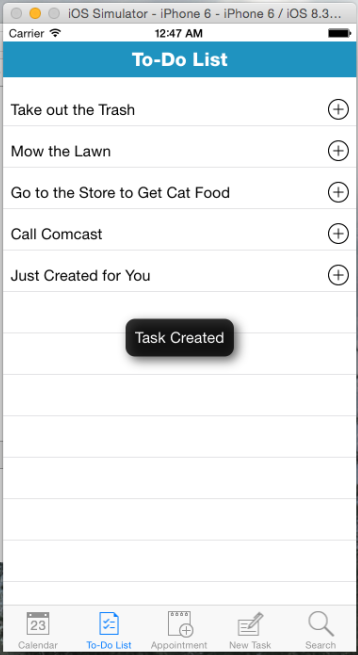 iOS Simulator - iPhone 6 - iPhone 6 / iOS 8.3...
Carrier 12:47 AM
To-Do List
Take out the Trash
Mow the Lawn
Go to the Store to Get Cat Food
Call Comcast
Just Created for You
Task Created
23
Calendar To-Do List Appointment New Task Search